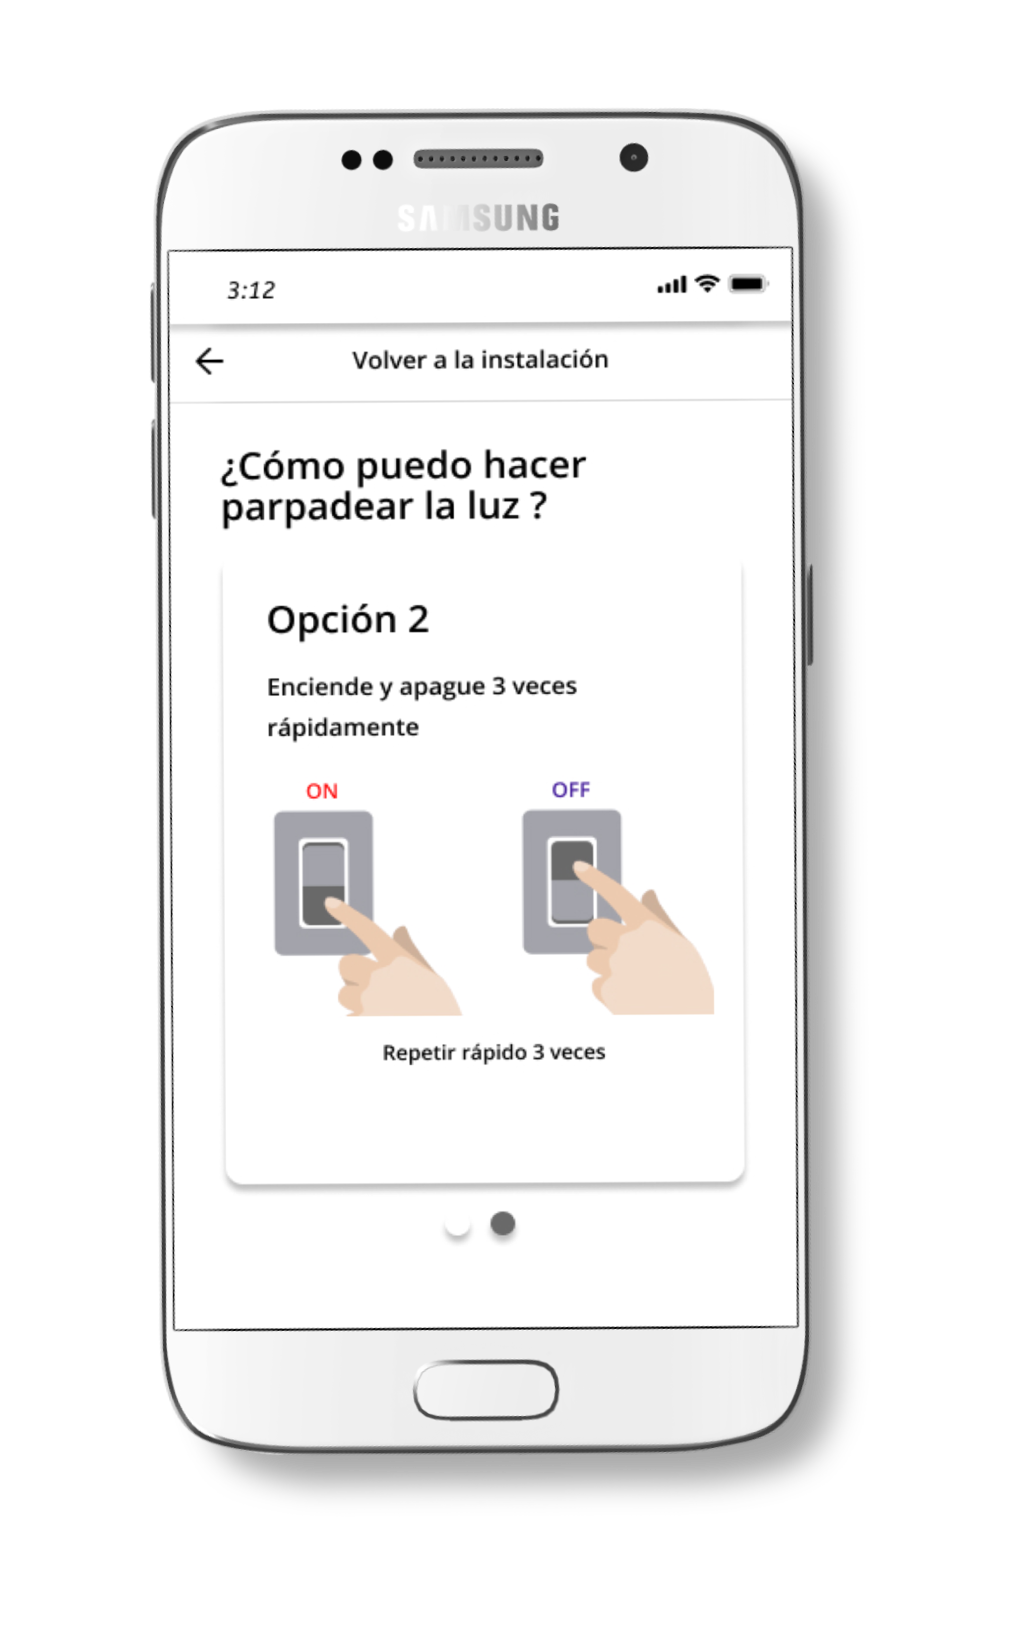 SAMSUNG
3:12
Volver a la instalación
¿Cómo puedo hacer
parpadear la luz ?
Opción 2
Enciende y apague 3 veces
rápidamente
ON
OFF
Repetir rápido 3 veces